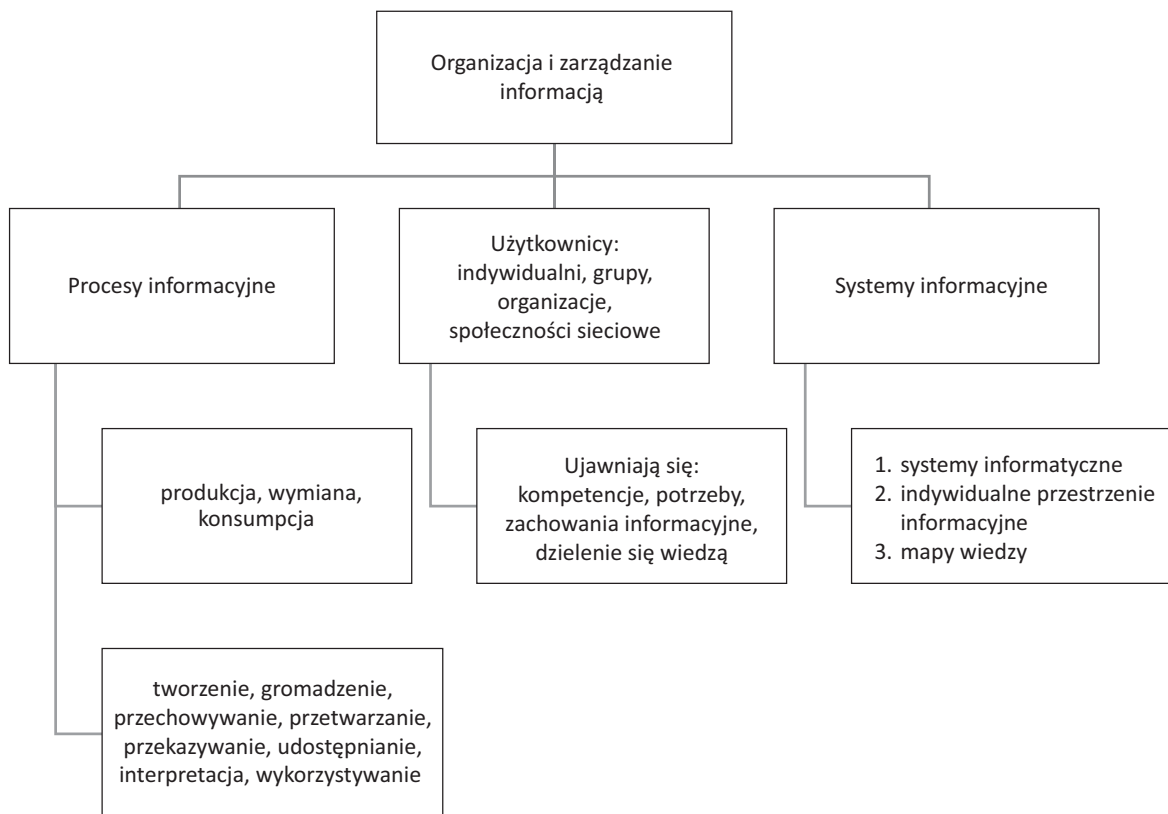 Organizacja i zarządzanie
informacją
Procesy informacyjne
Użytkownicy:
indywidualni, grupy,
organizacje,
społeczności sieciowe
Systemy informacyjne
produkcja, wymiana,
konsumpcja
Ujawniają się:
kompetencje, potrzeby,
zachowania informacyjne,
dzielenie się wiedzą
1. systemy informatyczne
2. indywidualne przestrzenie
informacyjne
3. mapy wiedzy
tworzenie, gromadzenie,
przechowywanie, przetwarzanie,
przekazywanie, udostępnianie,
interpretacja, wykorzystywanie